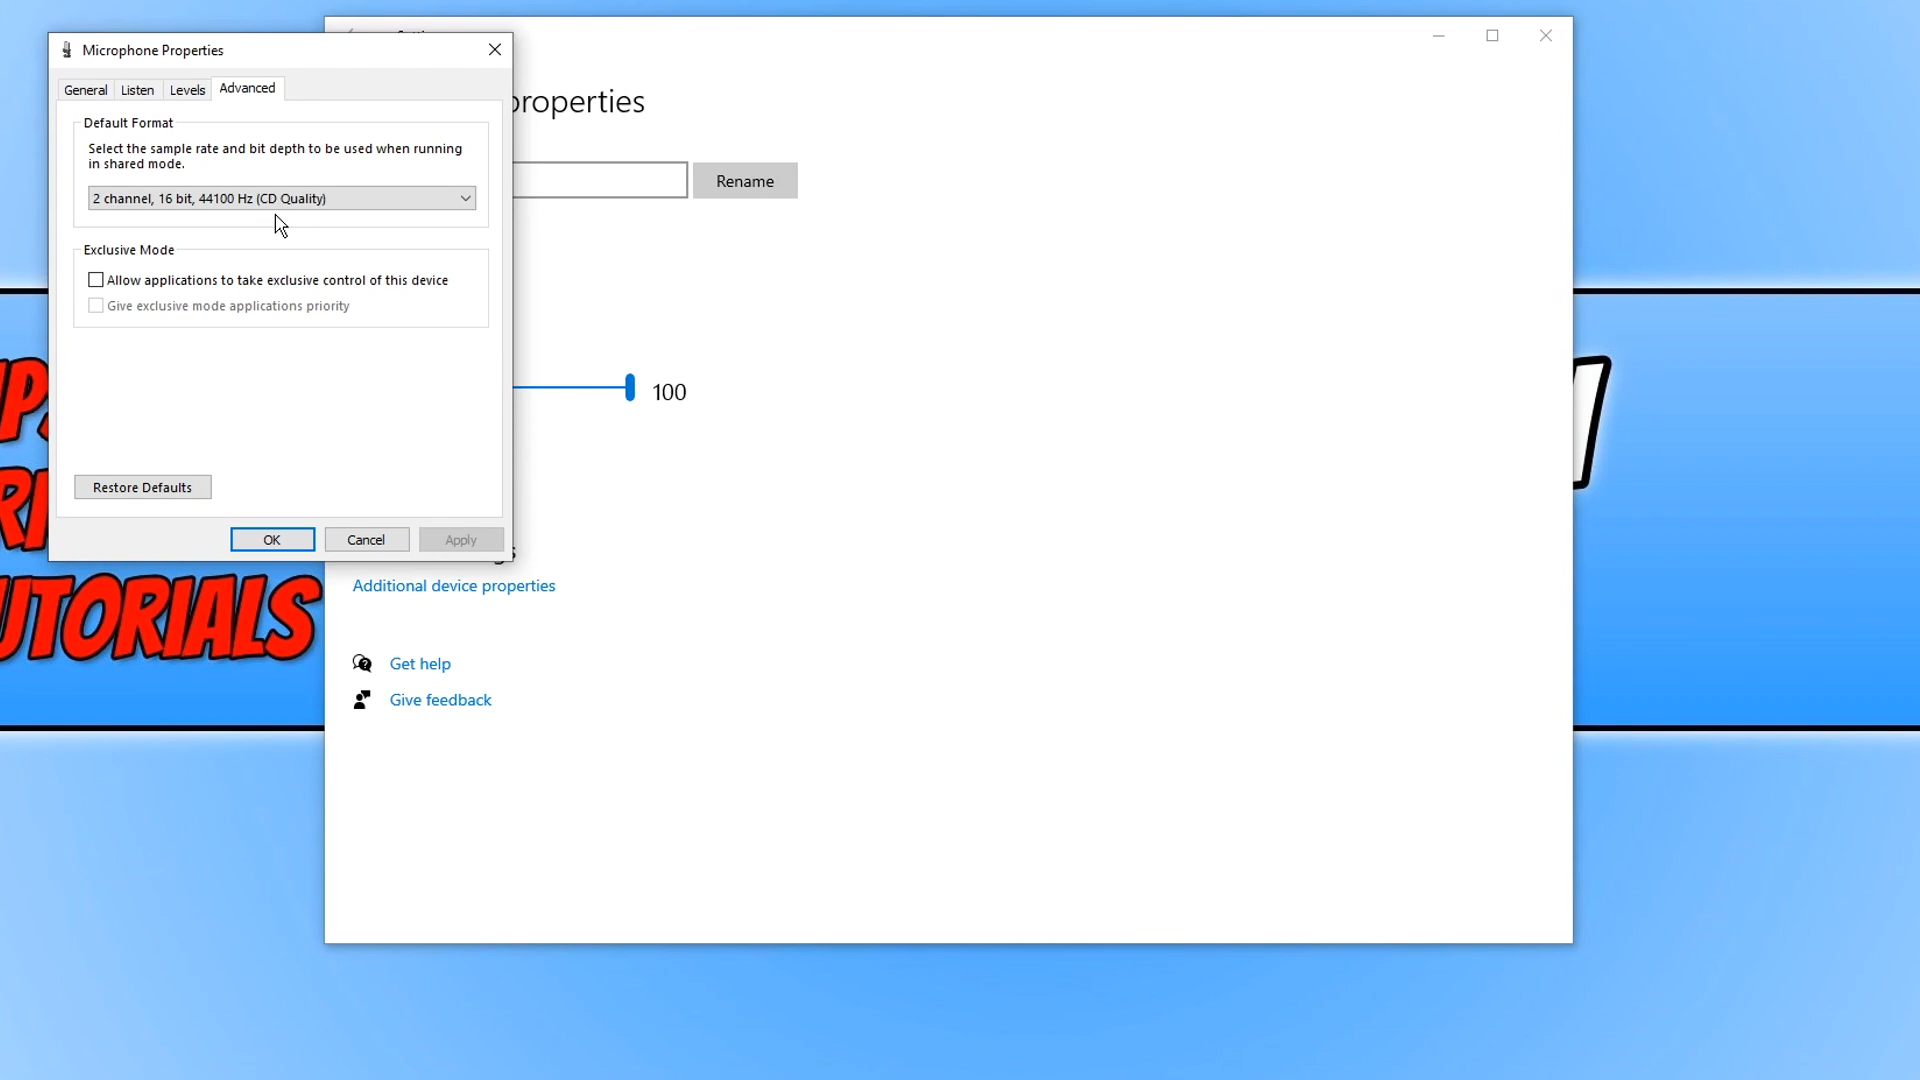 Microphone Properties
General
Listen
Levels
Advanced
Default Format
Select the sample rate and bit depth to be used when running
in shared mode.
2 channel, 16 bit, 44100 Hz (CD Quality)
Exclusive Mode
Allow applications to take exclusive control of this device
Give exclusive mode applications priority
Restore Defaults
OK
Cancel
Apply
properties
Rename
100
Additional device properties
Get help
Give feedback
UTORIALS